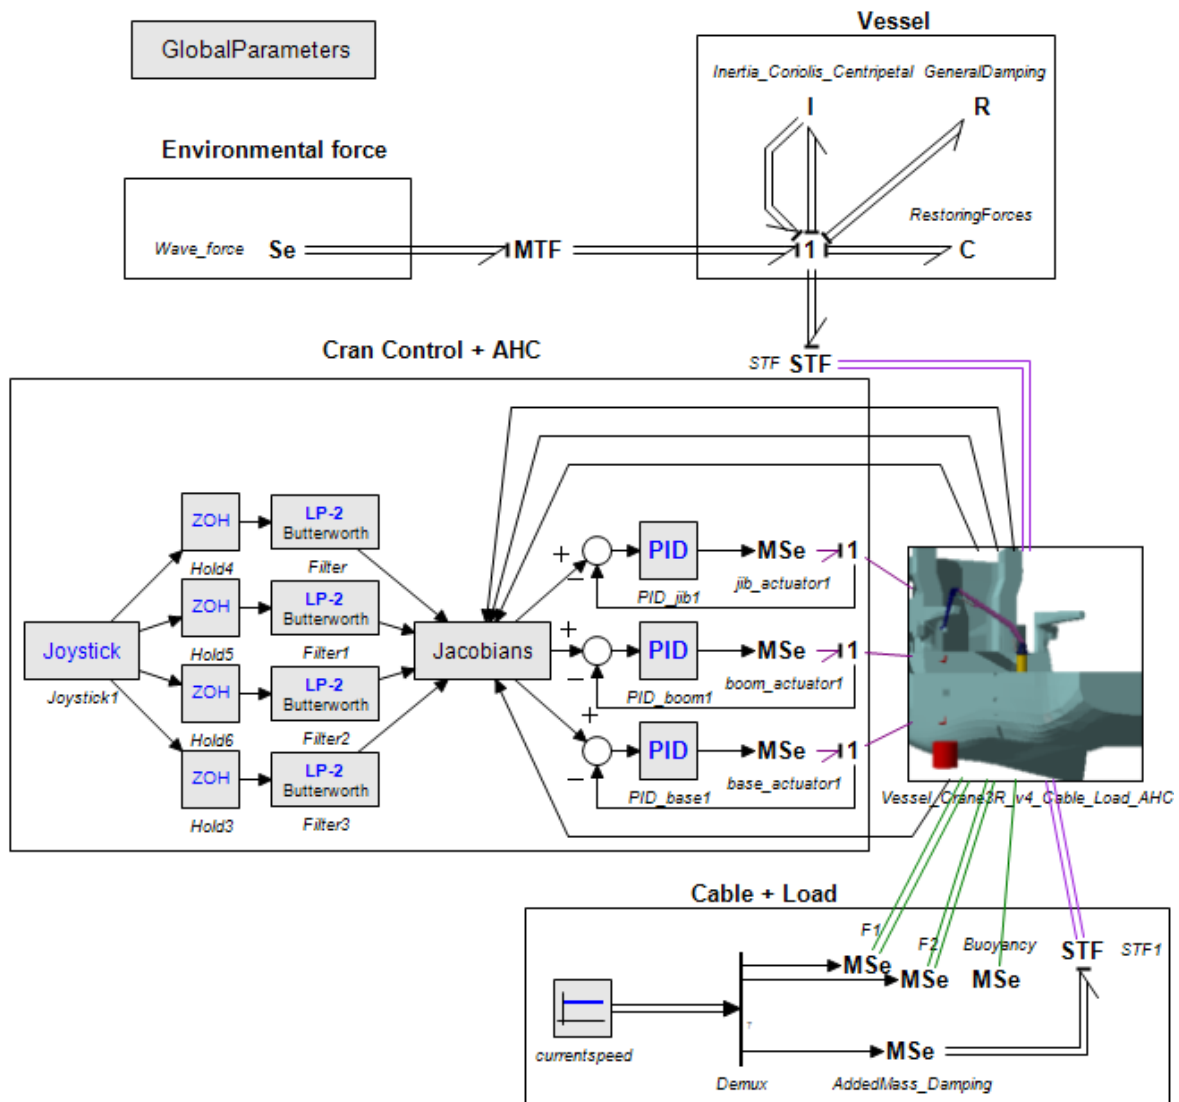 Vessel
GlobalParameters
Inertia_Coriolis_Centripetal GeneralDamping
I
R
Environmental force
RestoringForces
Wave_force Se
MTF
1
C
Cran Control + AHC
STF STF
ZOH
LP-2
Butterworth
Hold4
Filter
ZOH
LP-2
Butterworth
Hold5
Filter1
Joystick
Joystick1
ZOH
LP-2
Butterworth
Hold6
Filter2
ZOH
LP-2
Butterworth
Hold3
Filter3
Jacobians
+
−
PID
MSe
1
PID_jib1
jib_actuator1
+
−
PID
MSe
1
PID_boom1
boom_actuator1
+
−
PID
MSe
1
PID_base1
base_actuator1
Vessel_Crane3R_v4_Cable_Load_AHC
Cable + Load
F1
F2
Buoyancy
MSe
MSe
MSe
STF STF1
currentspeed
Demux
MSe
AddedMass_Damping